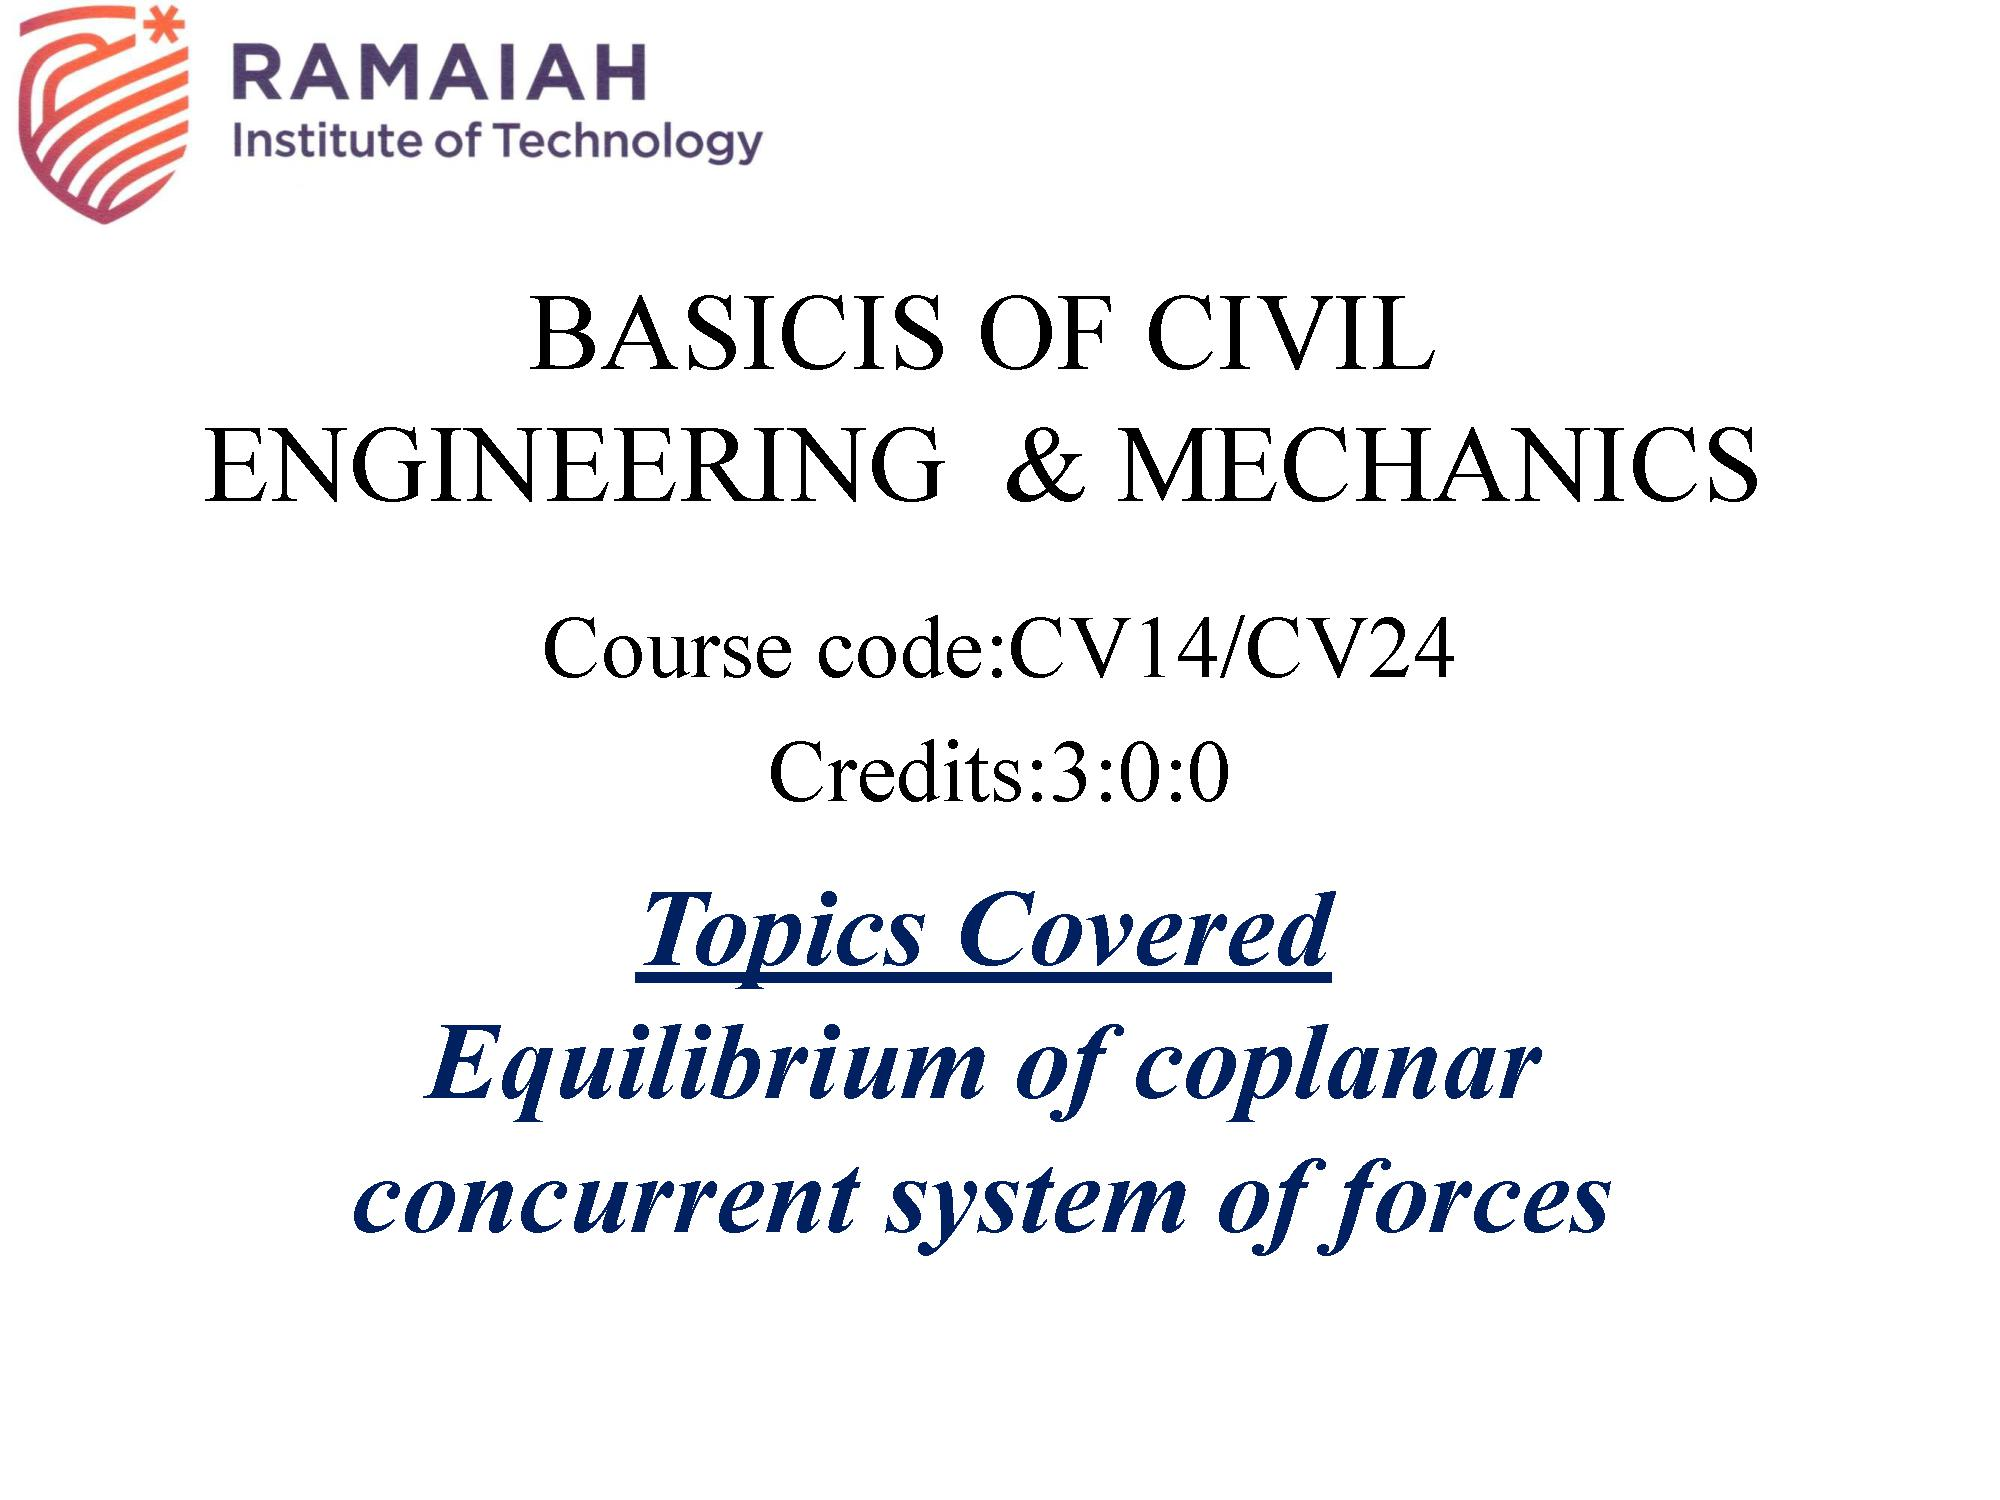 RAMAIAH
Institute of Technology
BASICIS OF CIVIL
ENGINEERING  & MECHANICS
Course code:CV14/CV24
Credits:3:0:0
Topics Covered
Equilibrium of coplanar
concurrent system of forces